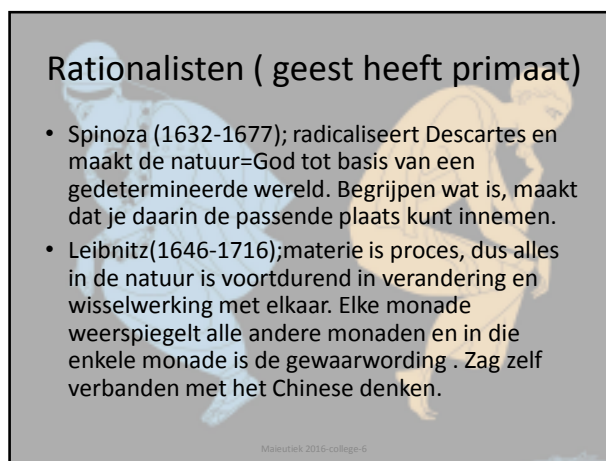 Rationalisten ( geest heeft primaat)
• Spinoza (1632-1677); radicaliseert Descartes en
maakt de natuur=God tot basis van een
gedetermineerde wereld. Begrijpen wat is, maakt
dat je daarin de passende plaats kunt innemen.
• Leibnitz(1646-1716);materie is proces, dus alles
in de natuur is voortdurend in verandering en
wisselwerking met elkaar. Elke monade
weerspiegelt alle andere monaden en in die
enkele monade is de gewaarwording . Zag zelf
verbanden met het Chinese denken.
Maieutiek 2016-college-6